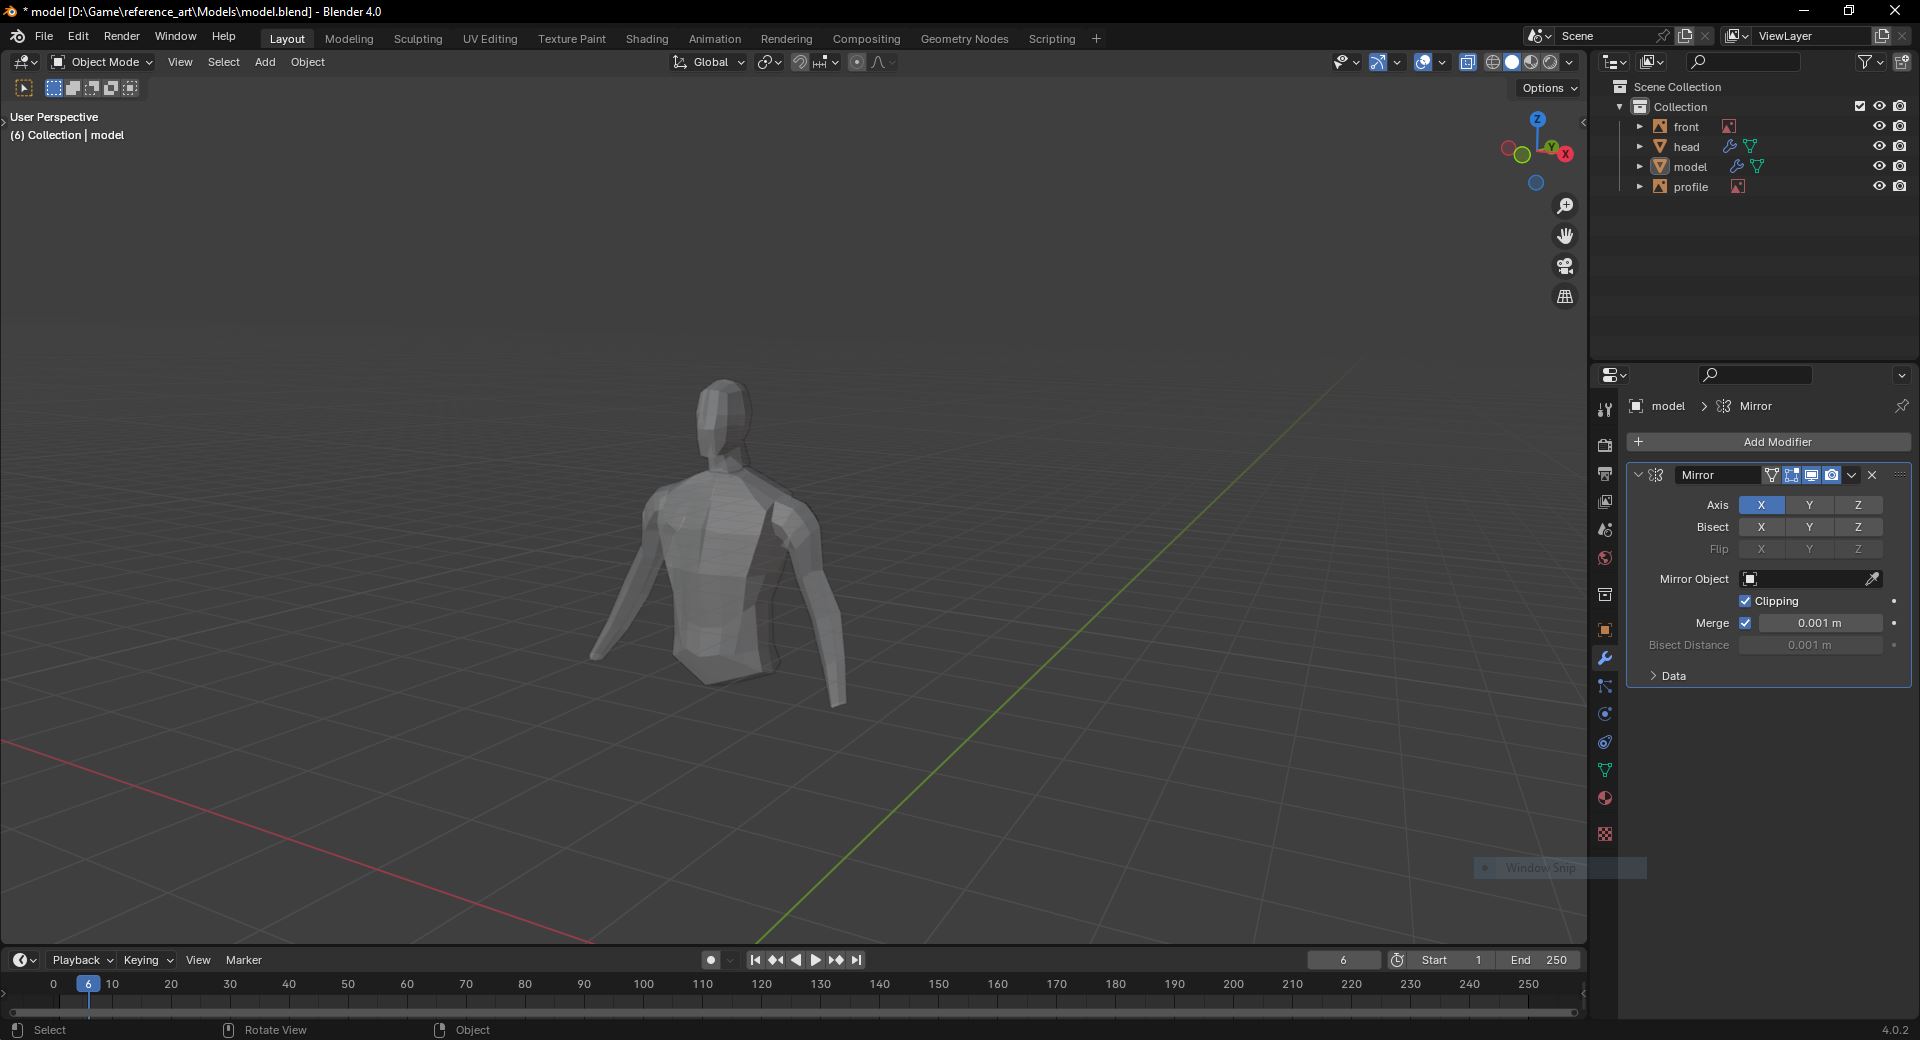 * model [D:\Game\reference_art\Models\model.blend] - Blender 4.0
File Edit Render Window Help
Layout Modeling Sculpting UV Editing Texture Paint Shading Animation Rendering Compositing Geometry Nodes Scripting +
Scene
ViewLayer
Object Mode View Select Add Object
Global
Options
User Perspective
(6) Collection | model
Z
Y
X
Scene Collection
Collection
front
head
model
profile
model > Mirror
+ Add Modifier
Mirror
Axis X Y Z
Bisect X Y Z
Flip X Y Z
Mirror Object
Clipping
Merge 0.001 m
Bisect Distance 0.001 m
Data
Window Snip
Playback Keying View Marker
6
Start 1
End 250
0 6 10 20 30 40 50 60 70 80 90 100 110 120 130 140 150 160 170 180 190 200 210 220 230 240 250
Select
Rotate View
Object
4.0.2